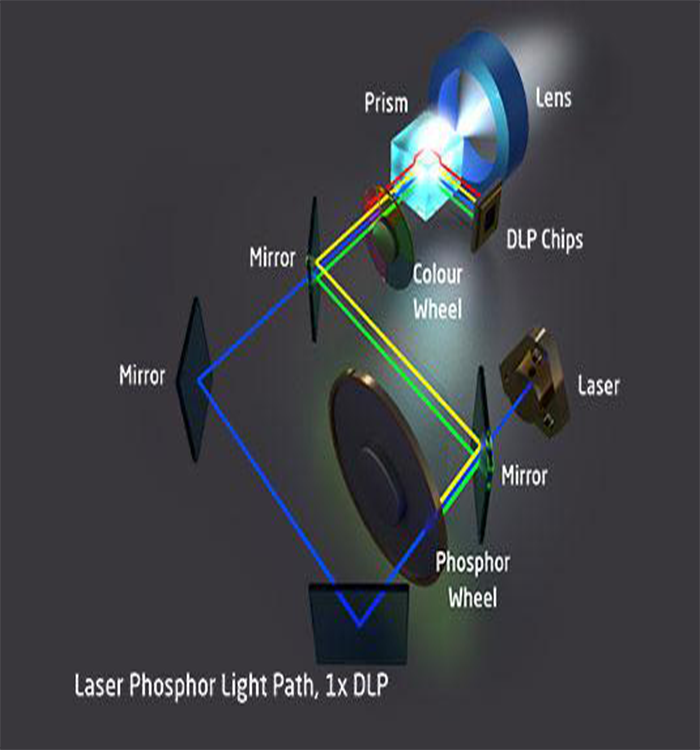 Prism
Lens
DLP Chips
Mirror
Colour
Wheel
Mirror
Laser
Mirror
Phosphor
Wheel
Laser Phosphor Light Path, 1x DLP